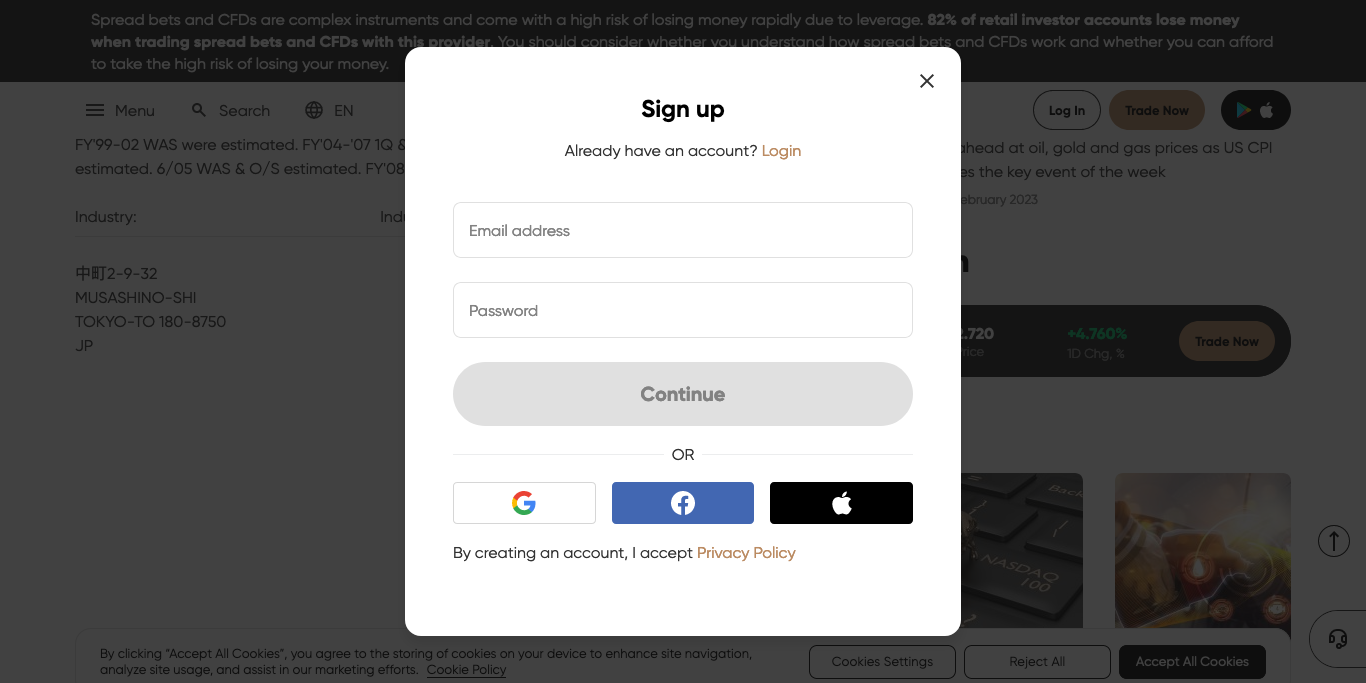 Spread bets and CFDs are complex instruments and come with a high risk of losing money rapidly due to leverage. 82% of retail investor accounts lose money
when trading spread bets and CFDs with this provider. You should consider whether you understand how spread bets and CFDs work and whether you can afford
to take the high risk of losing your money.
Menu
Search
EN
Log In
Trade Now
FY'99-02 WAS were estimated. FY'04-'07 1Q &
estimated. 6/05 WAS & O/S estimated. FY'08
Industry:
中町2-9-32
MUSASHINO-SHI
TOKYO-TO 180-8750
JP
Sign up
Already have an account? Login
Email address
Password
Continue
OR
By creating an account, I accept Privacy Policy
ahead at oil, gold and gas prices as US CPI
the key event of the week
2023
2.720
+4.760%
1D Chg, %
Trade Now
Back
NASDAQ
100
By clicking “Accept All Cookies”, you agree to the storing of cookies on your device to enhance site navigation,
analyze site usage, and assist in our marketing efforts. Cookie Policy
Cookies Settings
Reject All
Accept All Cookies